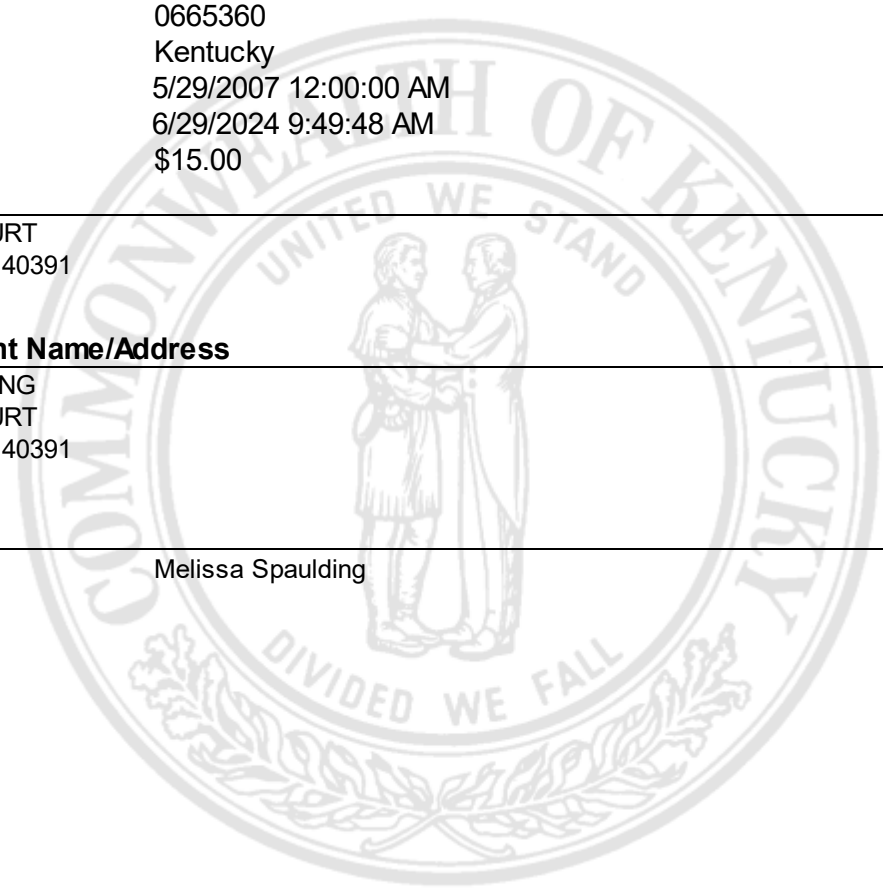 0665360
Kentucky
5/29/2007 12:00:00 AM
6/29/2024 9:49:48 AM
$15.00
URT
40391
nt Name/Address
NG
URT
40391
Melissa Spaulding
COMMONWEALTH OF KENTUCKY
UNITED WE STAND
DIVIDED WE FALL